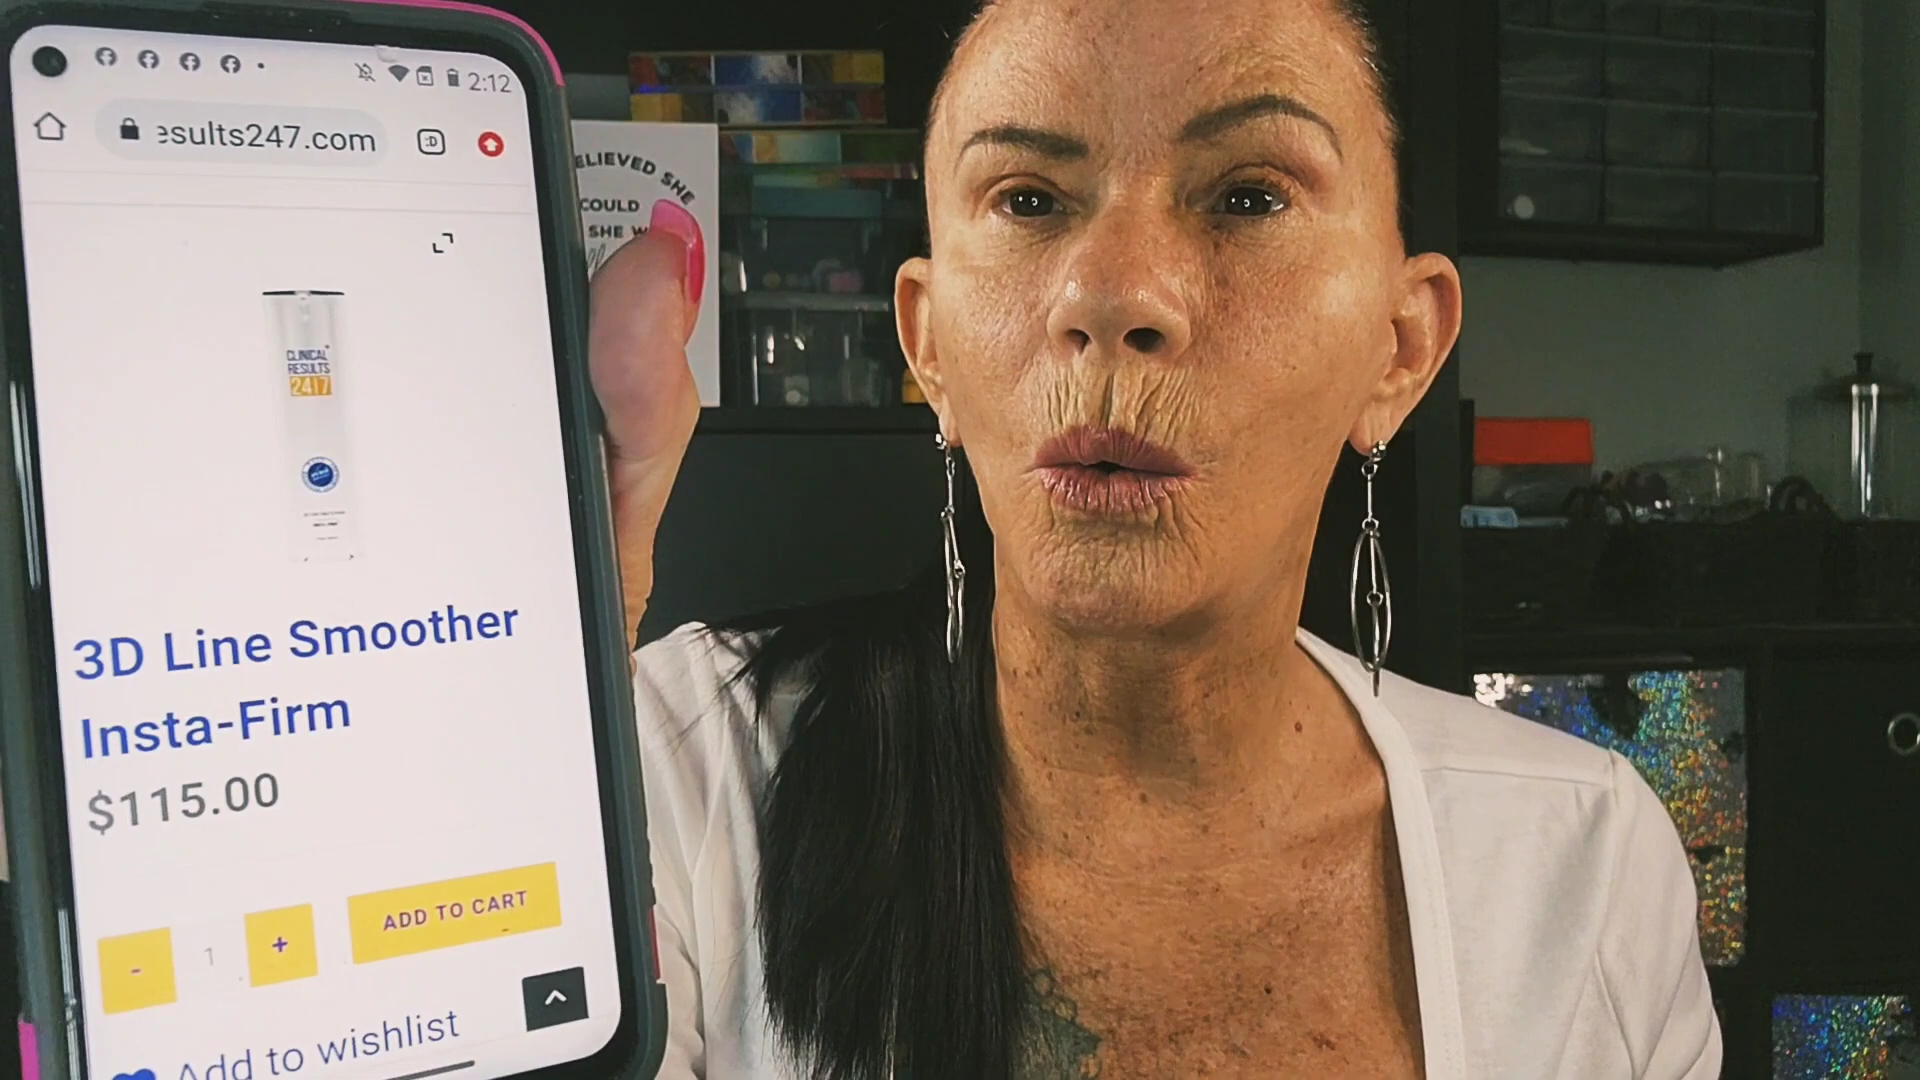 2:12
esults247.com
CLINICAL
RESULTS
24|7
3D Line Smoother
Insta-Firm
$115.00
- 1 +
ADD TO CART
Add to wishlist
ELIEVED SHE
COULD
SHE W